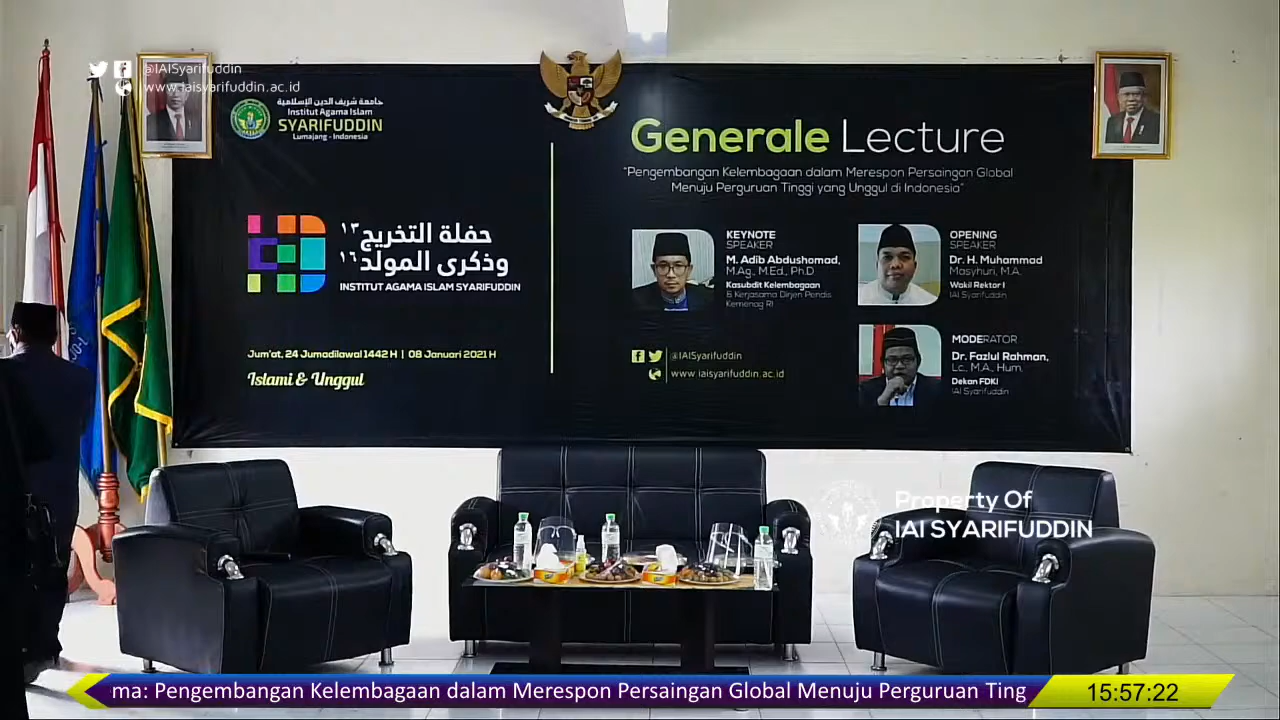 @IAISyarifuddin
www.iaisyarifuddin.ac.id
جامعة شريف الدين الإسلامية
Institut Agama Islam
SYARIFUDDIN
Lumajang - Indonesia
حفلة التخريج ١٣
وذكرى المولد ١٦
INSTITUT AGAMA ISLAM SYARIFUDDIN
Jum'at, 24 Jumadilawal 1442 H | 08 Januari 2021 H
Islami & Unggul
Generale Lecture
"Pengembangan Kelembagaan dalam Merespon Persaingan Global
Menuju Perguruan Tinggi yang Unggul di Indonesia"
KEYNOTE
SPEAKER
M. Adib Abdushomad,
M.Ag., M.Ed., Ph.D
Kasubdit Kelembagaan
& Kerjasama Dirjen Pendis
Kemenag RI
OPENING
SPEAKER
Dr. H. Muhammad
Masyhuri, M.A.
Wakil Rektor I
IAI Syarifuddin
MODERATOR
Dr. Fazlul Rahman,
Lc., M.A., Hum.
Dekan FDKI
IAI Syarifuddin
@IAISyarifuddin
www.iaisyarifuddin.ac.id
Property Of
IAI SYARIFUDDIN
ma: Pengembangan Kelembagaan dalam Merespon Persaingan Global Menuju Perguruan Ting
15:57:22